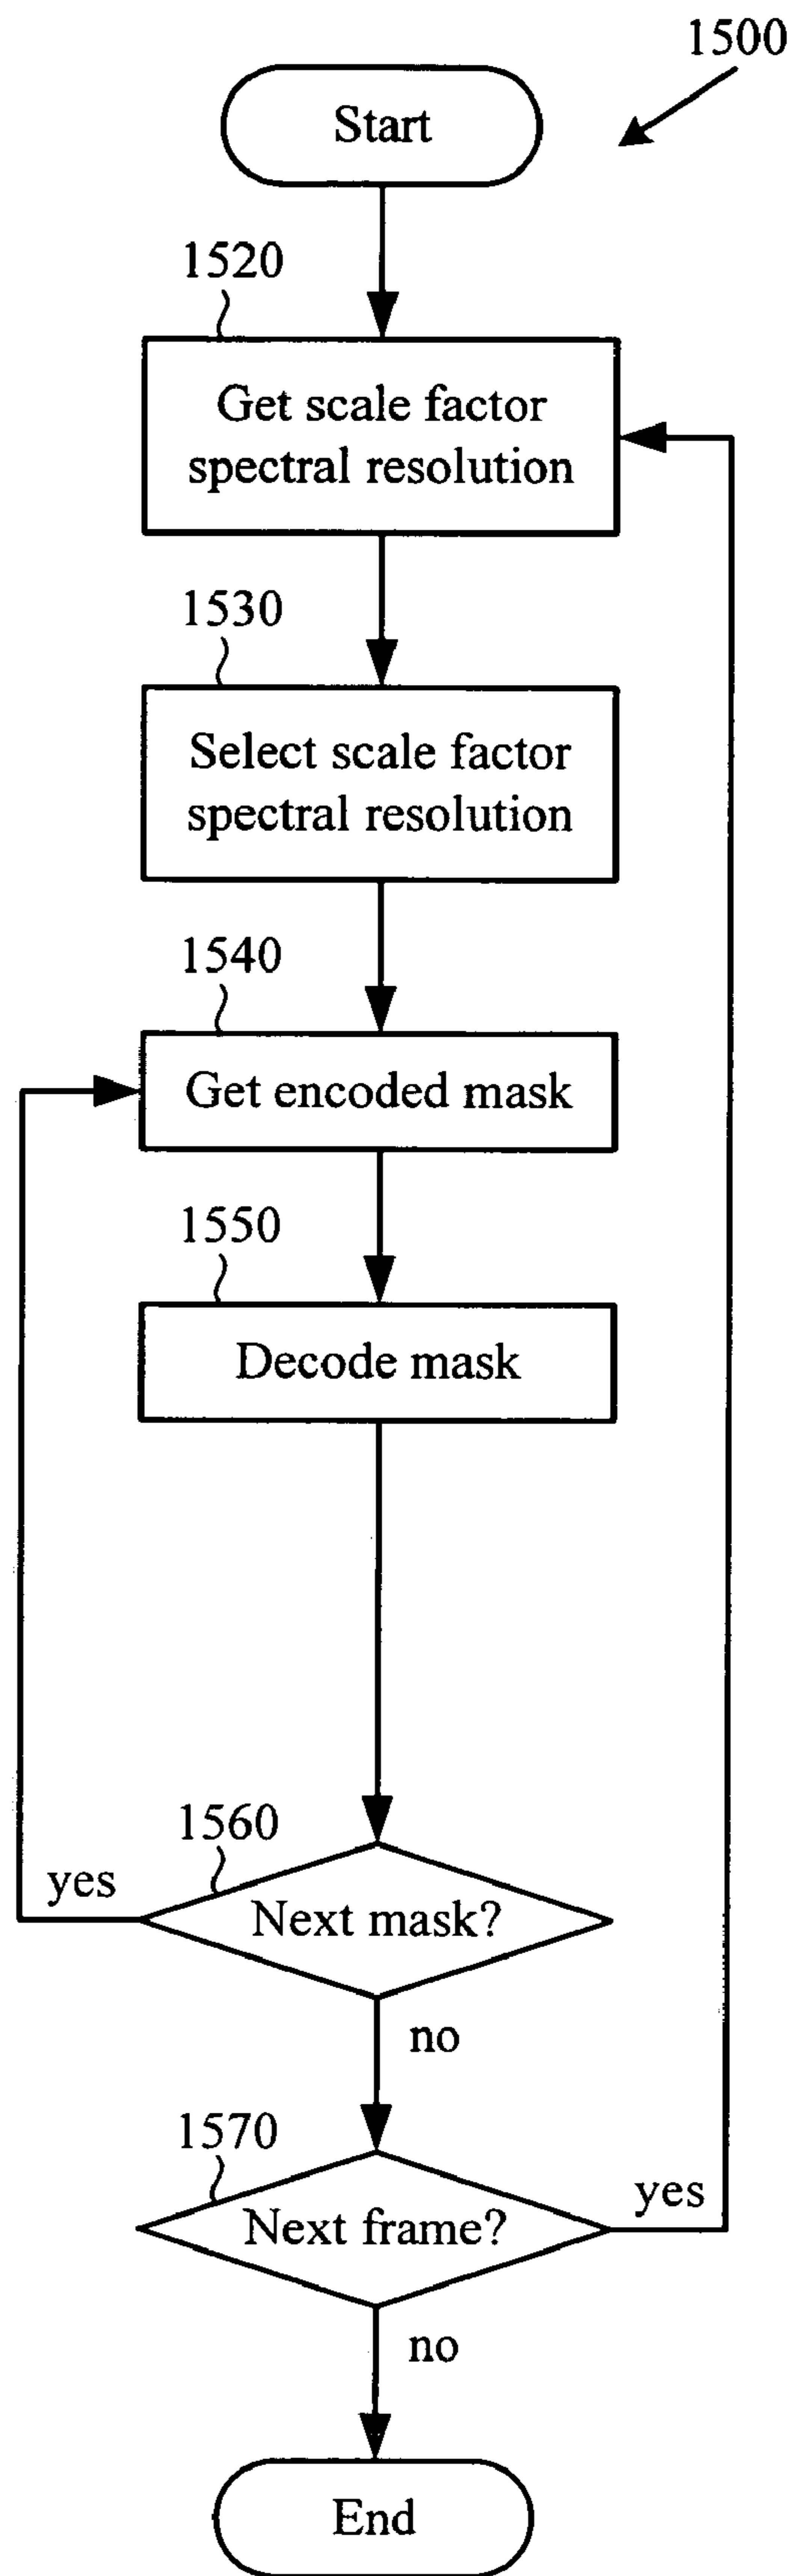 1500
Start
1520
Get scale factor
spectral resolution
1530
Select scale factor
spectral resolution
1540
Get encoded mask
1550
Decode mask
1560
yes
Next mask?
no
1570
yes
Next frame?
no
End